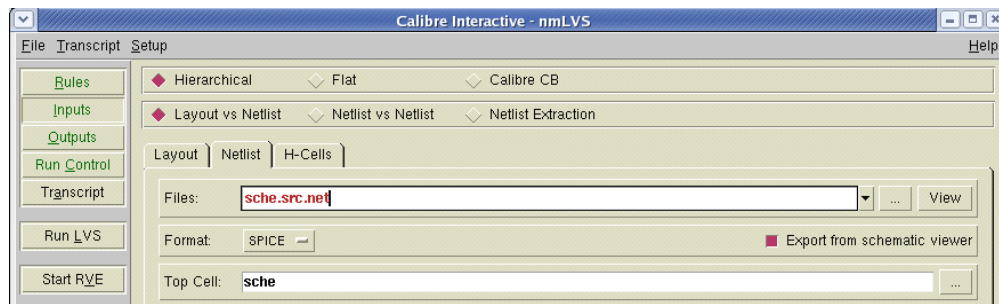 Calibre Interactive - nmLVS
File Transcript Setup Help
Rules
Hierarchical Flat Calibre CB
Inputs
Layout vs Netlist Netlist vs Netlist Netlist Extraction
Outputs
Layout Netlist H-Cells
Run Control
Transcript
Files: sche.src.net ... View
Run LVS
Format: SPICE Export from schematic viewer
Start RVE
Top Cell: sche ...